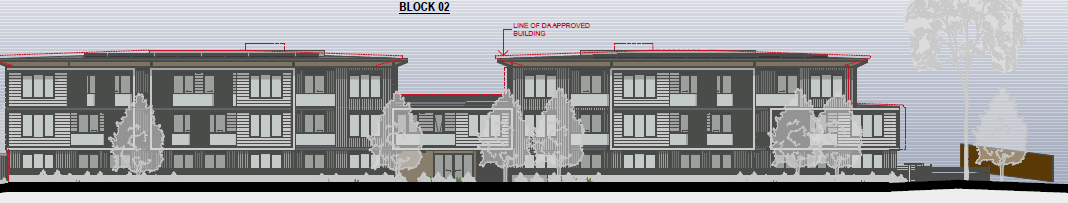 BLOCK 02
LINE OF DA APPROVED
BUILDING